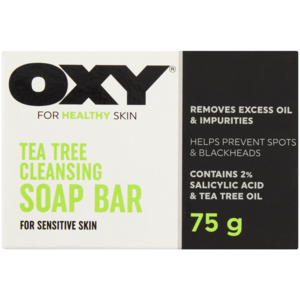 OXY®
FOR HEALTHY SKIN
TEA TREE
CLEANSING
SOAP BAR
FOR SENSITIVE SKIN
REMOVES EXCESS OIL
& IMPURITIES
HELPS PREVENT SPOTS
& BLACKHEADS
CONTAINS 2%
SALICYLIC ACID
& TEA TREE OIL
75 g